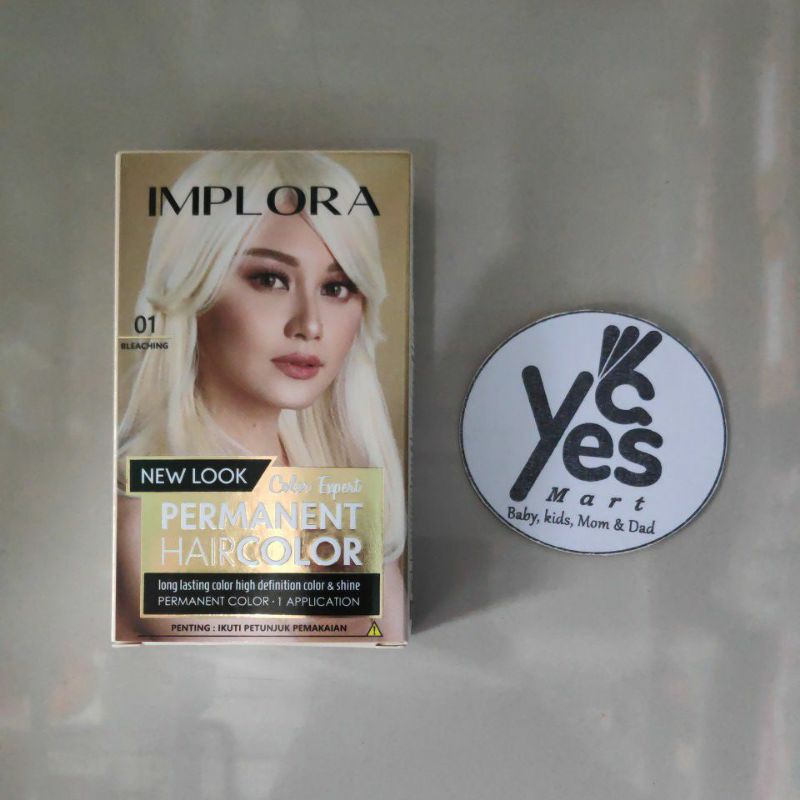 IMPLORA
01
BLEACHING
NEW LOOK
Color Expert
PERMANENT
HAIRCOLOR
long lasting color high definition color & shine
PERMANENT COLOR · 1 APPLICATION
PENTING : IKUTI PETUNJUK PEMAKAIAN
Yes
Mart
Baby, kids, Mom & Dad